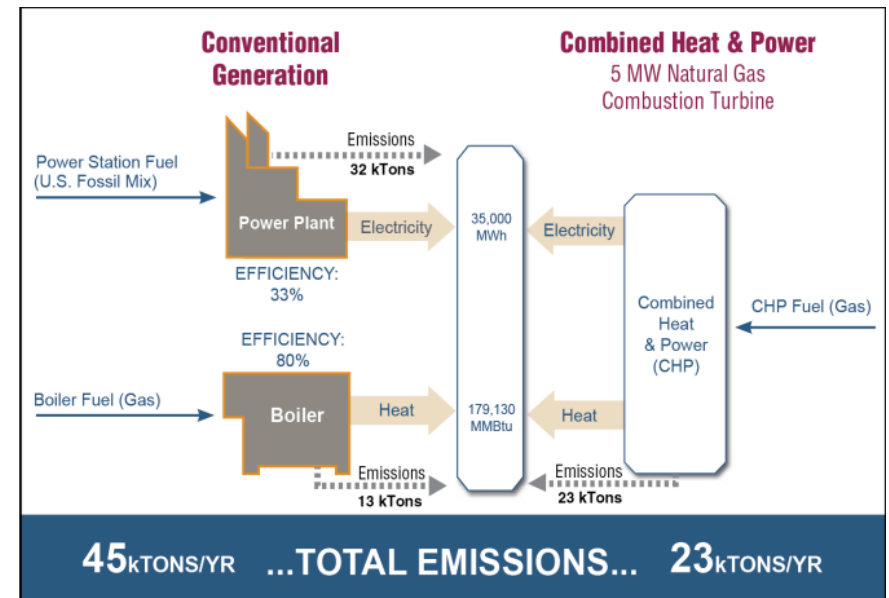 Conventional
Generation
Combined Heat & Power
5 MW Natural Gas
Combustion Turbine
Power Station Fuel
(U.S. Fossil Mix)
Emissions
32 kTons
Power Plant
Electricity
35,000
MWh
Electricity
EFFICIENCY:
33%
Combined
Heat
& Power
(CHP)
CHP Fuel (Gas)
EFFICIENCY:
80%
Boiler Fuel (Gas)
Boiler
Heat
179,130
MMBtu
Heat
Emissions
13 kTons
Emissions
23 kTons
45kTONS/YR ...TOTAL EMISSIONS... 23kTONS/YR